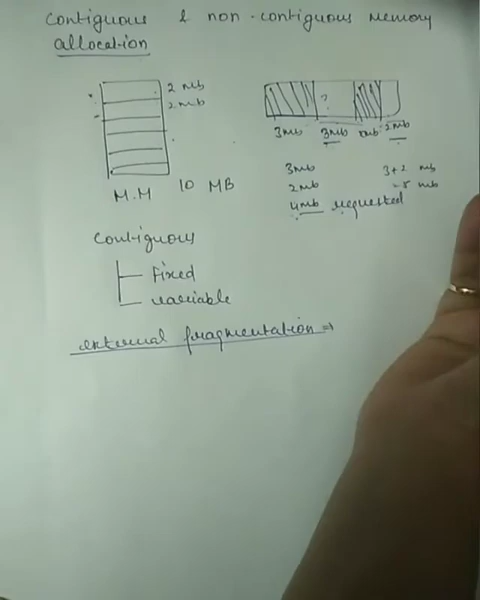 Contiguous & non-contiguous Memory
allocation
2 mb
2 mb
M.M 10 MB
?
3mb 3mb 2mb
3mb
2mb
4mb requested
3+2 mb
=5 mb
Contiguous
Fixed
variable
external fragmentation ⇒